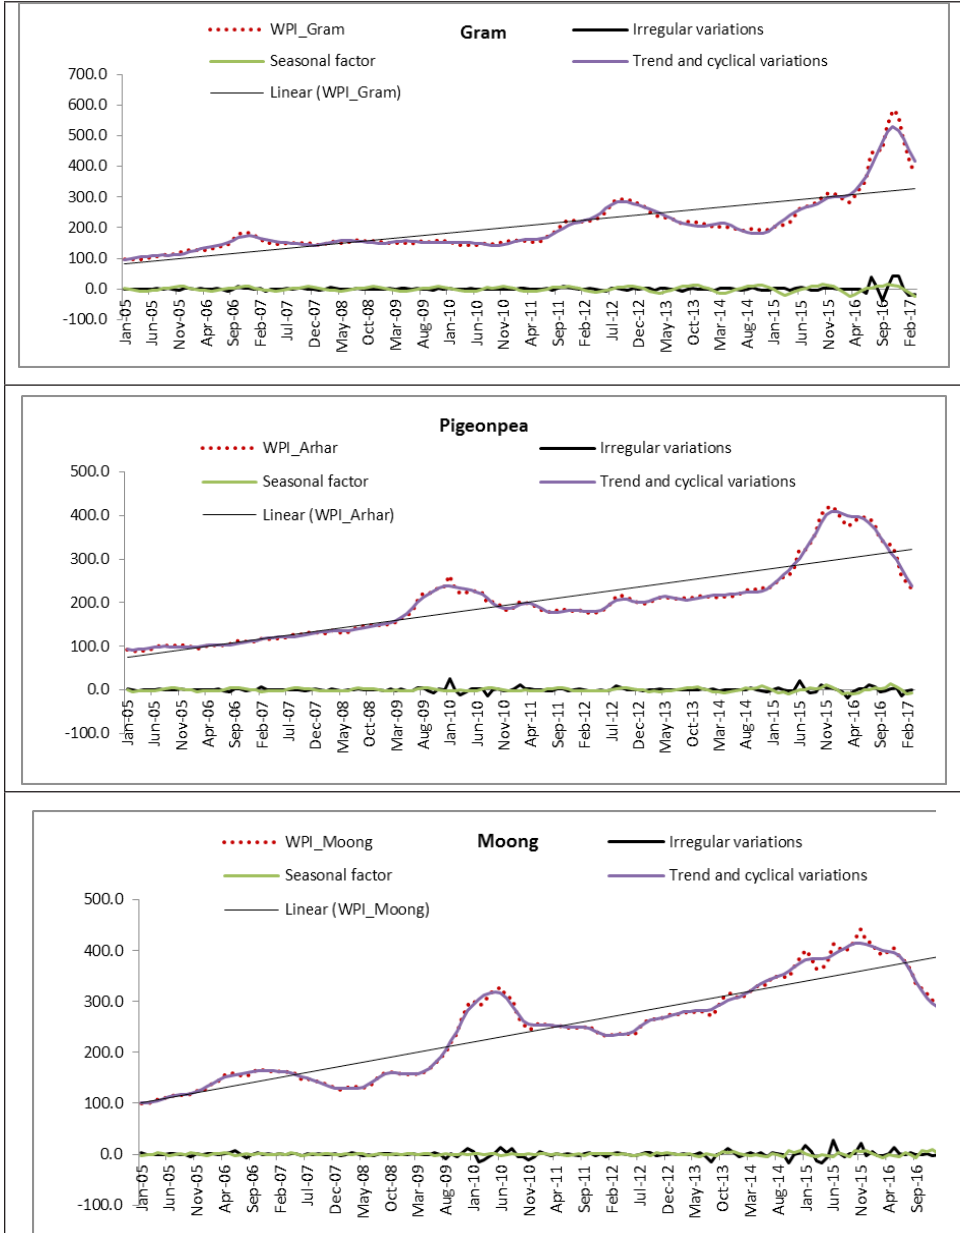 Gram
WPI_Gram
Irregular variations
Seasonal factor
Trend and cyclical variations
Linear (WPI_Gram)
700.0
600.0
500.0
400.0
300.0
200.0
100.0
0.0
-100.0
Jan-05 Jun-05 Nov-05 Apr-06 Sep-06 Feb-07 Jul-07 Dec-07 May-08 Oct-08 Mar-09 Aug-09 Jan-10 Jun-10 Nov-10 Apr-11 Sep-11 Feb-12 Jul-12 Dec-12 May-13 Oct-13 Mar-14 Aug-14 Jan-15 Jun-15 Nov-15 Apr-16 Sep-16 Feb-17
Pigeonpea
WPI_Arhar
Irregular variations
Seasonal factor
Trend and cyclical variations
Linear (WPI_Arhar)
500.0
400.0
300.0
200.0
100.0
0.0
-100.0
Jan-05 Jun-05 Nov-05 Apr-06 Sep-06 Feb-07 Jul-07 Dec-07 May-08 Oct-08 Mar-09 Aug-09 Jan-10 Jun-10 Nov-10 Apr-11 Sep-11 Feb-12 Jul-12 Dec-12 May-13 Oct-13 Mar-14 Aug-14 Jan-15 Jun-15 Nov-15 Apr-16 Sep-16 Feb-17
Moong
WPI_Moong
Irregular variations
Seasonal factor
Trend and cyclical variations
Linear (WPI_Moong)
500.0
400.0
300.0
200.0
100.0
0.0
-100.0
Jan-05 Jun-05 Nov-05 Apr-06 Sep-06 Feb-07 Jul-07 Dec-07 May-08 Oct-08 Mar-09 Aug-09 Jan-10 Jun-10 Nov-10 Apr-11 Sep-11 Feb-12 Jul-12 Dec-12 May-13 Oct-13 Mar-14 Aug-14 Jan-15 Jun-15 Nov-15 Apr-16 Sep-16